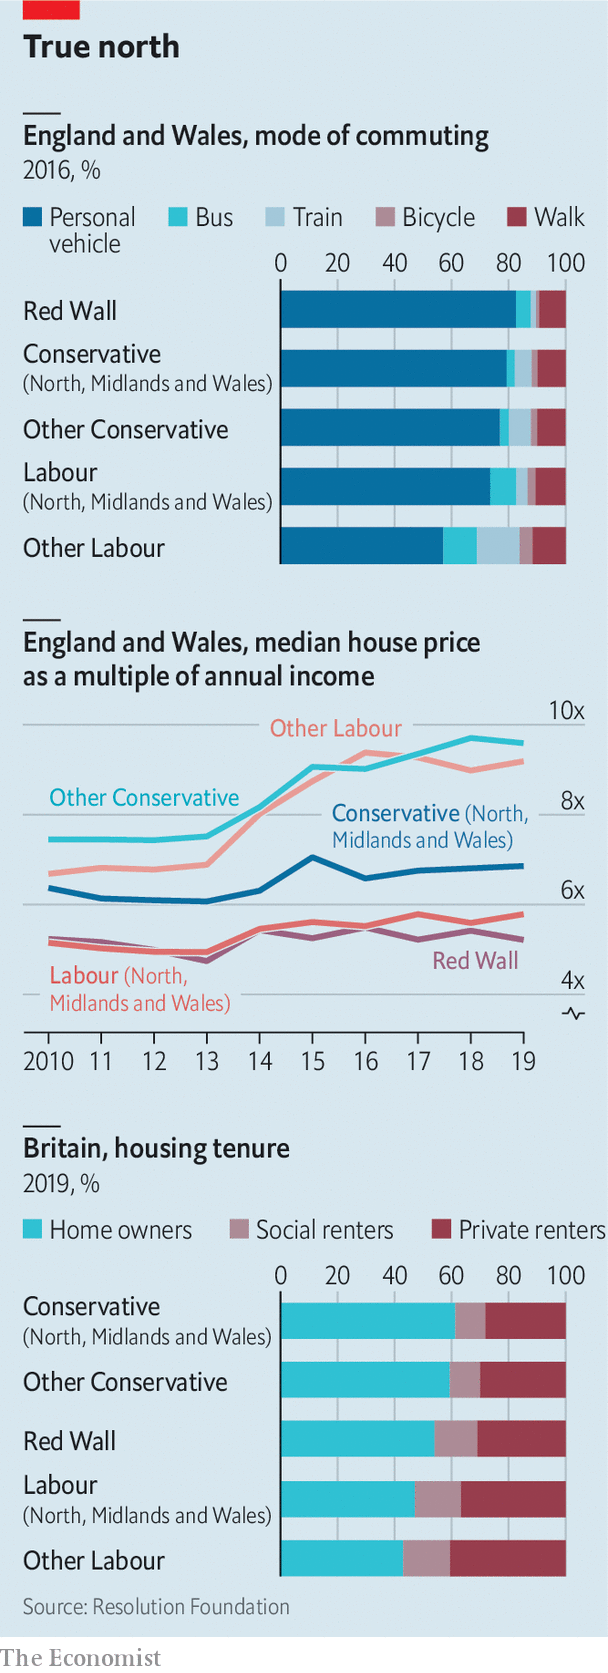 True north
England and Wales, mode of commuting
2016, %
Personal vehicle
Bus
Train
Bicycle
Walk
0 20 40 60 80 100
Red Wall
Conservative
(North, Midlands and Wales)
Other Conservative
Labour
(North, Midlands and Wales)
Other Labour
England and Wales, median house price
as a multiple of annual income
10x
Other Labour
Other Conservative
8x
Conservative (North,
Midlands and Wales)
6x
Red Wall
Labour (North,
Midlands and Wales)
4x
2010 11 12 13 14 15 16 17 18 19
Britain, housing tenure
2019, %
Home owners
Social renters
Private renters
0 20 40 60 80 100
Conservative
(North, Midlands and Wales)
Other Conservative
Red Wall
Labour
(North, Midlands and Wales)
Other Labour
Source: Resolution Foundation
The Economist